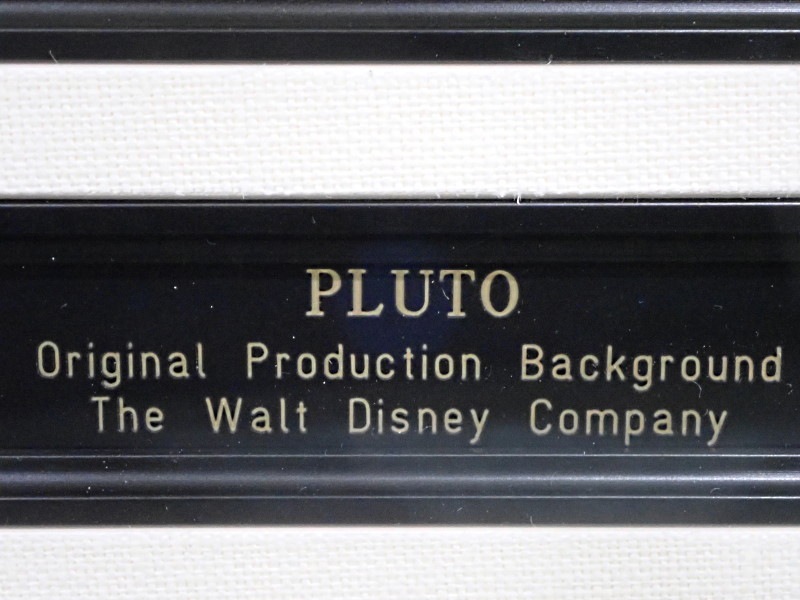 PLUTO
Original Production Background
The Walt Disney Company